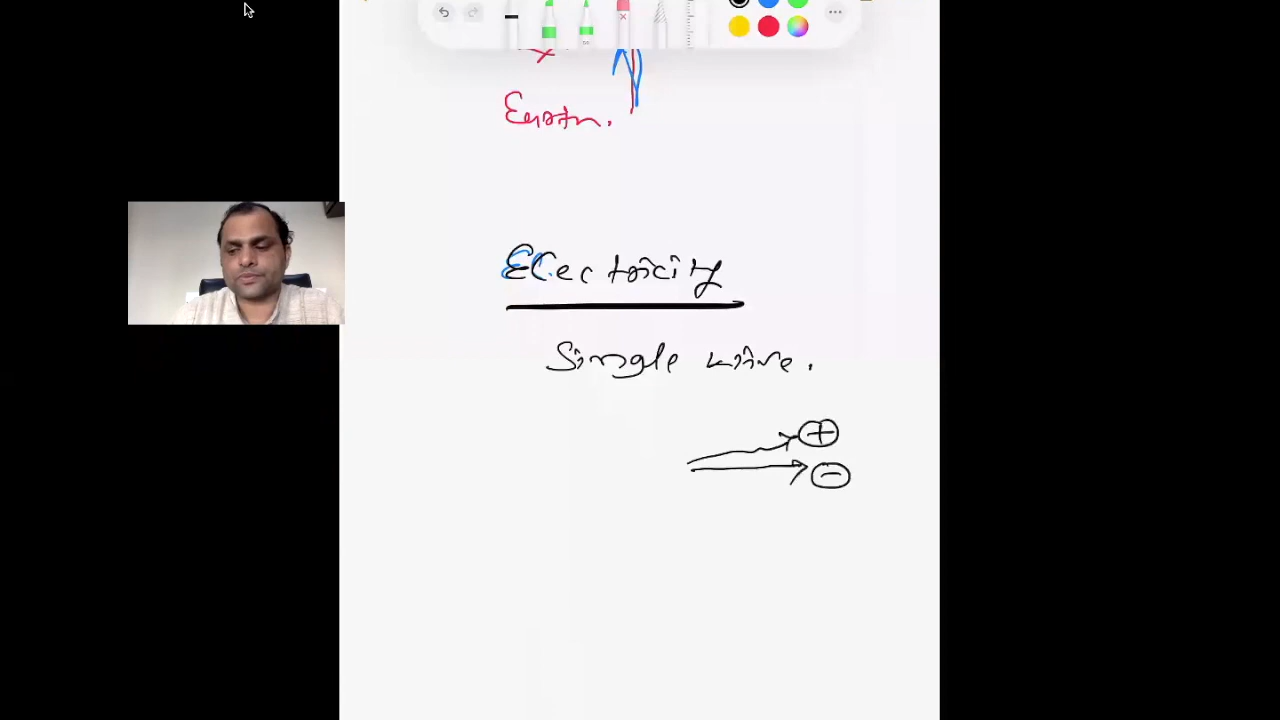 Earth.
Electricity
Single wire.
+
-